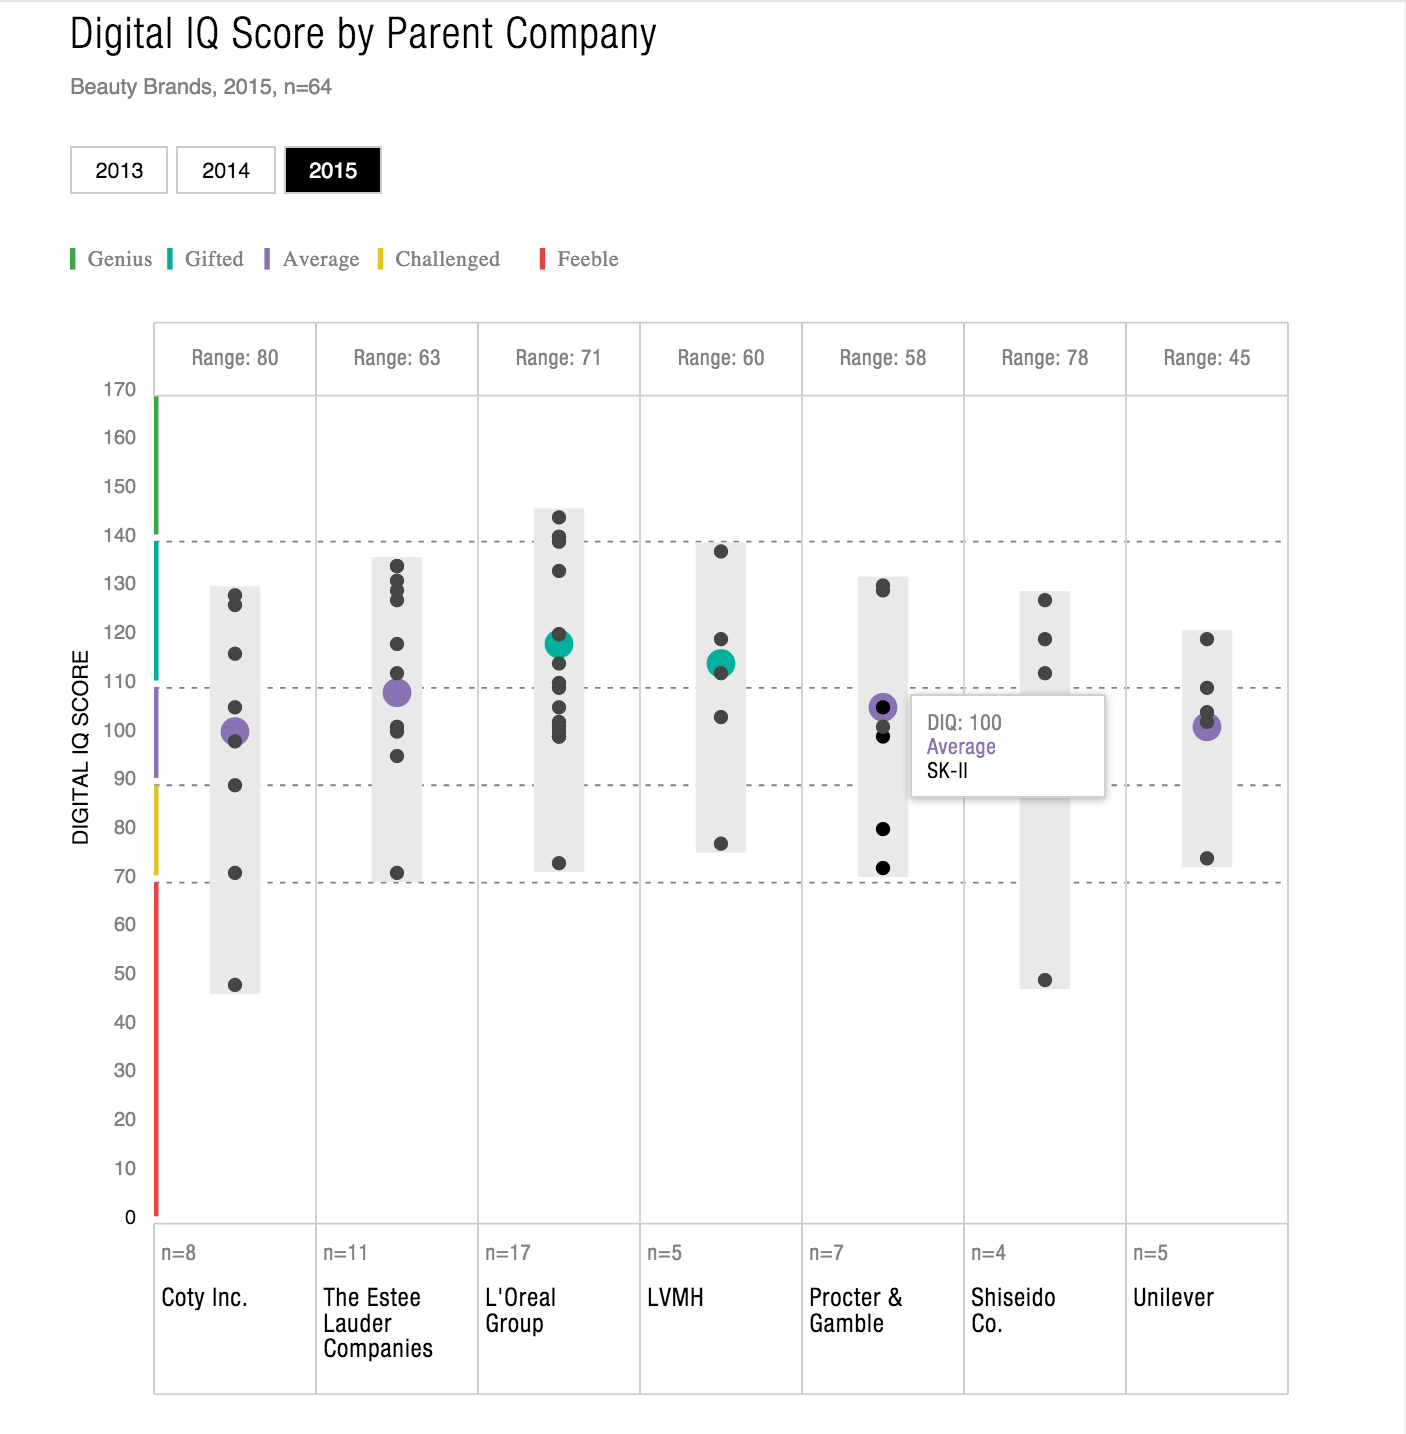 Digital IQ Score by Parent Company
Beauty Brands, 2015, n=64
2013 2014 2015
Genius Gifted Average Challenged Feeble
Range: 80 Range: 63 Range: 71 Range: 60 Range: 58 Range: 78 Range: 45
170
160
150
140
130
120
110
100
90
80
70
60
50
40
30
20
10
0
DIGITAL IQ SCORE
DIQ: 100
Average
SK-II
n=8
Coty Inc.
n=11
The Estee
Lauder
Companies
n=17
L'Oreal
Group
n=5
LVMH
n=7
Procter &
Gamble
n=4
Shiseido
Co.
n=5
Unilever